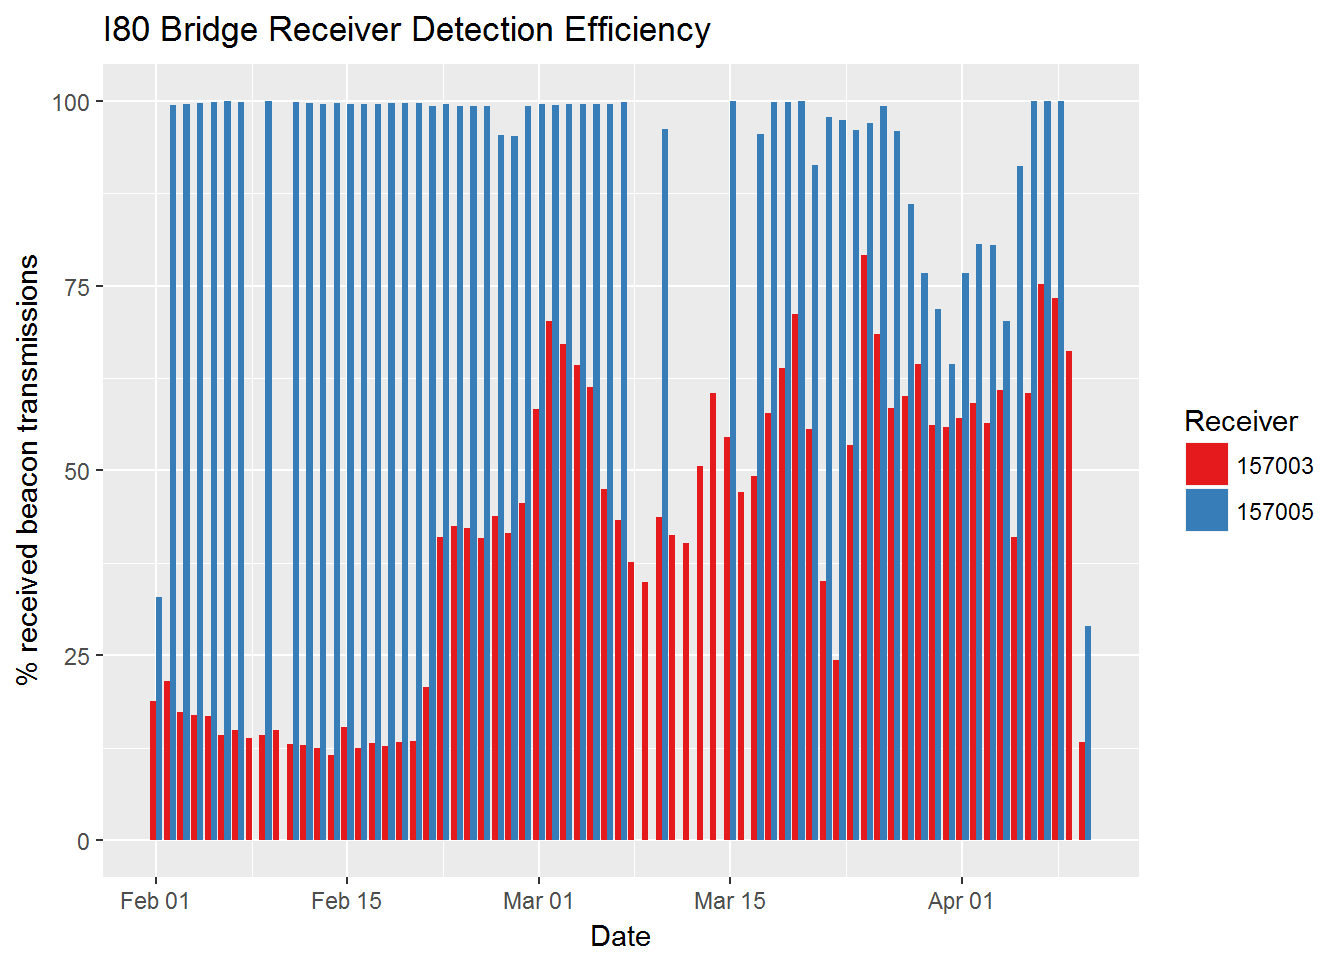 I80 Bridge Receiver Detection Efficiency
% received beacon transmissions
100
75
50
25
0
Feb 01
Feb 15
Mar 01
Mar 15
Apr 01
Date
Receiver
157003
157005